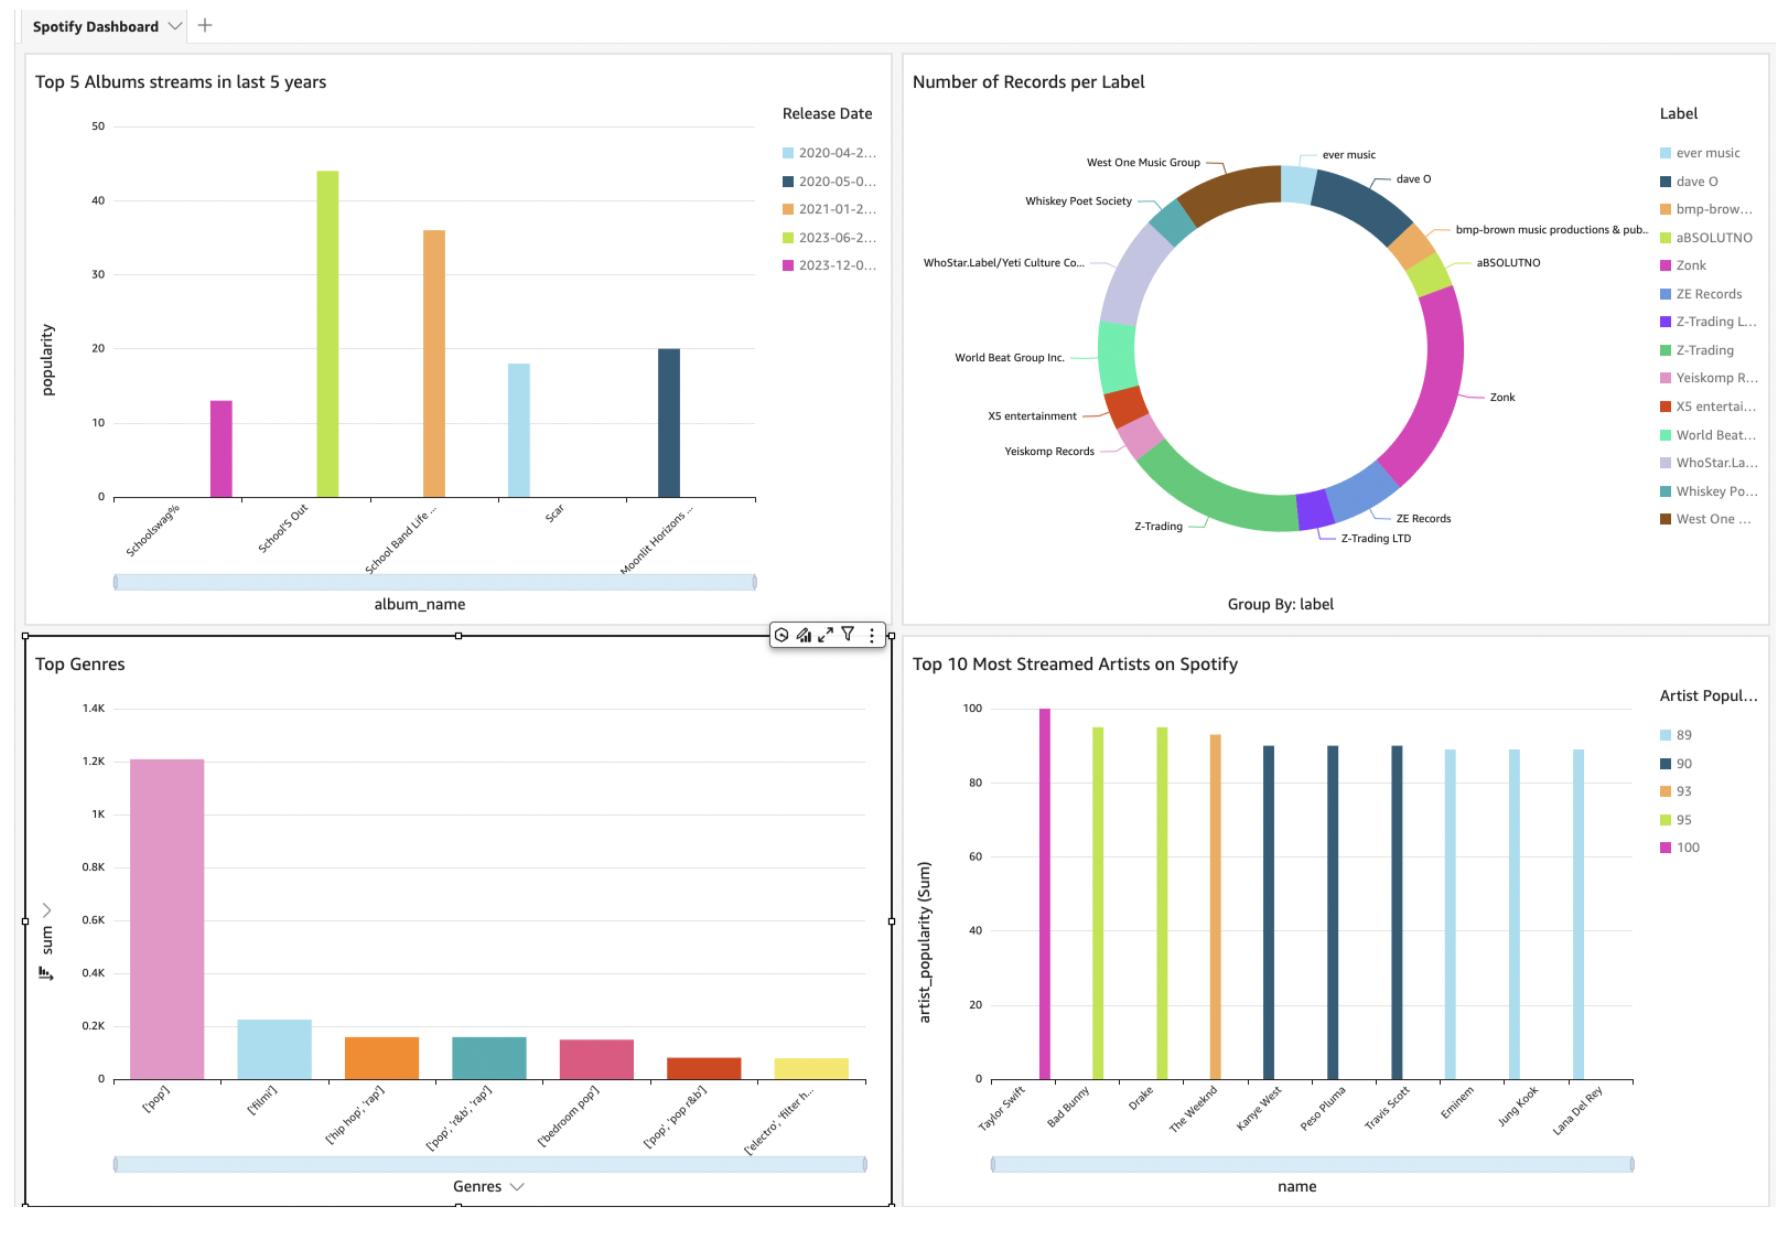 Spotify Dashboard
Top 5 Albums streams in last 5 years
Release Date
2020-04-2...
2020-05-0...
2021-01-2...
2023-06-2...
2023-12-0...
50
40
30
20
10
0
popularity
Schoolswag%
School'S Out
School Band Life ...
Scar
Moonlit Horizons ...
album_name
Number of Records per Label
Label
ever music
dave O
bmp-brow...
aBSOLUTNO
Zonk
ZE Records
Z-Trading L...
Z-Trading
Yeiskomp R...
X5 entertai...
World Beat...
WhoStar.La...
Whiskey Po...
West One ...
West One Music Group
ever music
dave O
Whiskey Poet Society
bmp-brown music productions & pub..
WhoStar.Label/Yeti Culture Co...
aBSOLUTNO
World Beat Group Inc.
Zonk
X5 entertainment
Yeiskomp Records
ZE Records
Z-Trading
Z-Trading LTD
Group By: label
Top Genres
1.4K
1.2K
1K
0.8K
0.6K
0.4K
0.2K
0
sum
['pop']
['filmi']
['hip hop', 'rap']
['pop', 'r&b', 'rap']
['bedroom pop']
['pop', 'pop r&b']
['electro', 'filter h...
Genres
Top 10 Most Streamed Artists on Spotify
Artist Popul...
89
90
93
95
100
100
80
60
40
20
0
artist_popularity (Sum)
Taylor Swift
Bad Bunny
Drake
The Weeknd
Kanye West
Peso Pluma
Travis Scott
Eminem
Jung Kook
Lana Del Rey
name